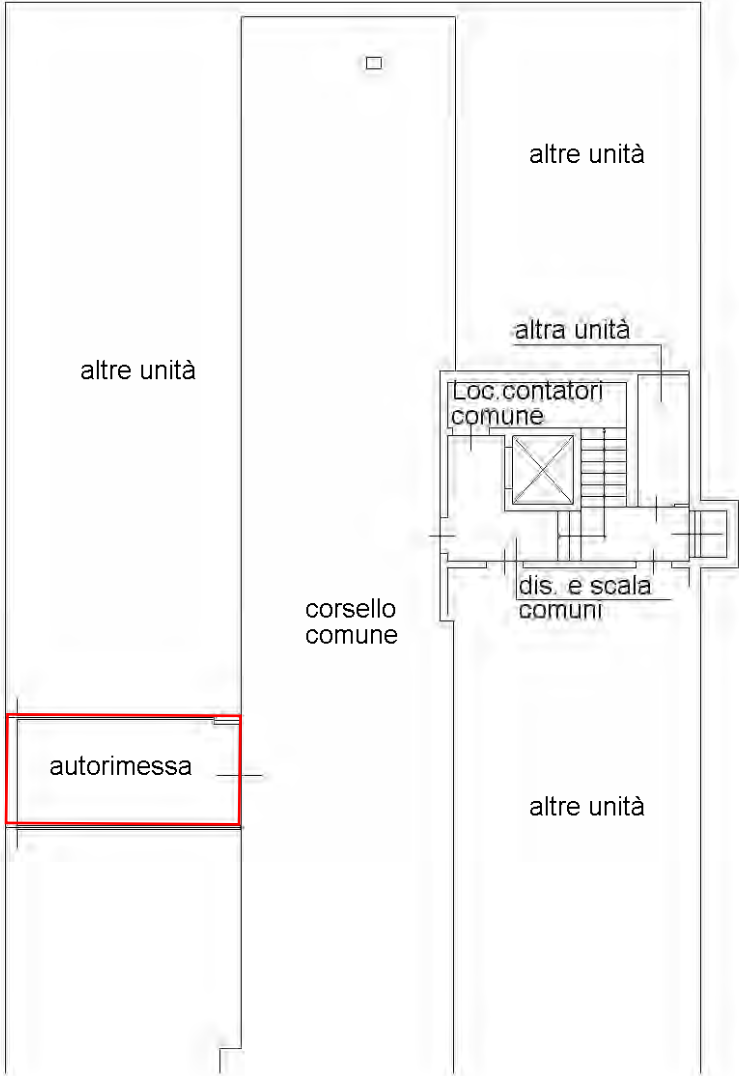 altre unità
altra unità
altre unità
Loc.contatori
comune
dis. e scala
comuni
corsello
comune
autorimessa
altre unità